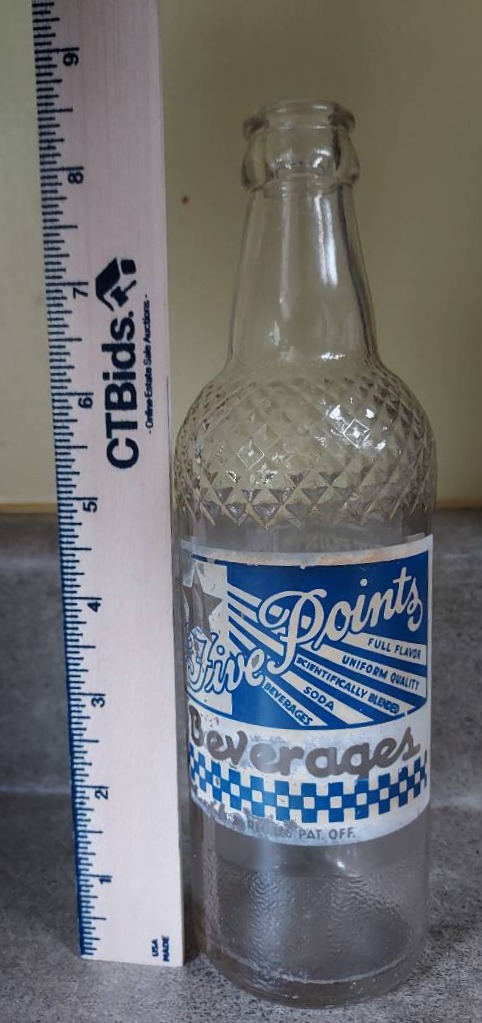 9
8
7
6
5
4
3
2
1
CTBids.
- Online Estate Sale Auctions -
USA
MADE
Five Points
FULL FLAVOR
UNIFORM QUALITY
SCIENTIFICALLY BLENDED
SODA
BEVERAGES
Beverages
PAT. OFF.